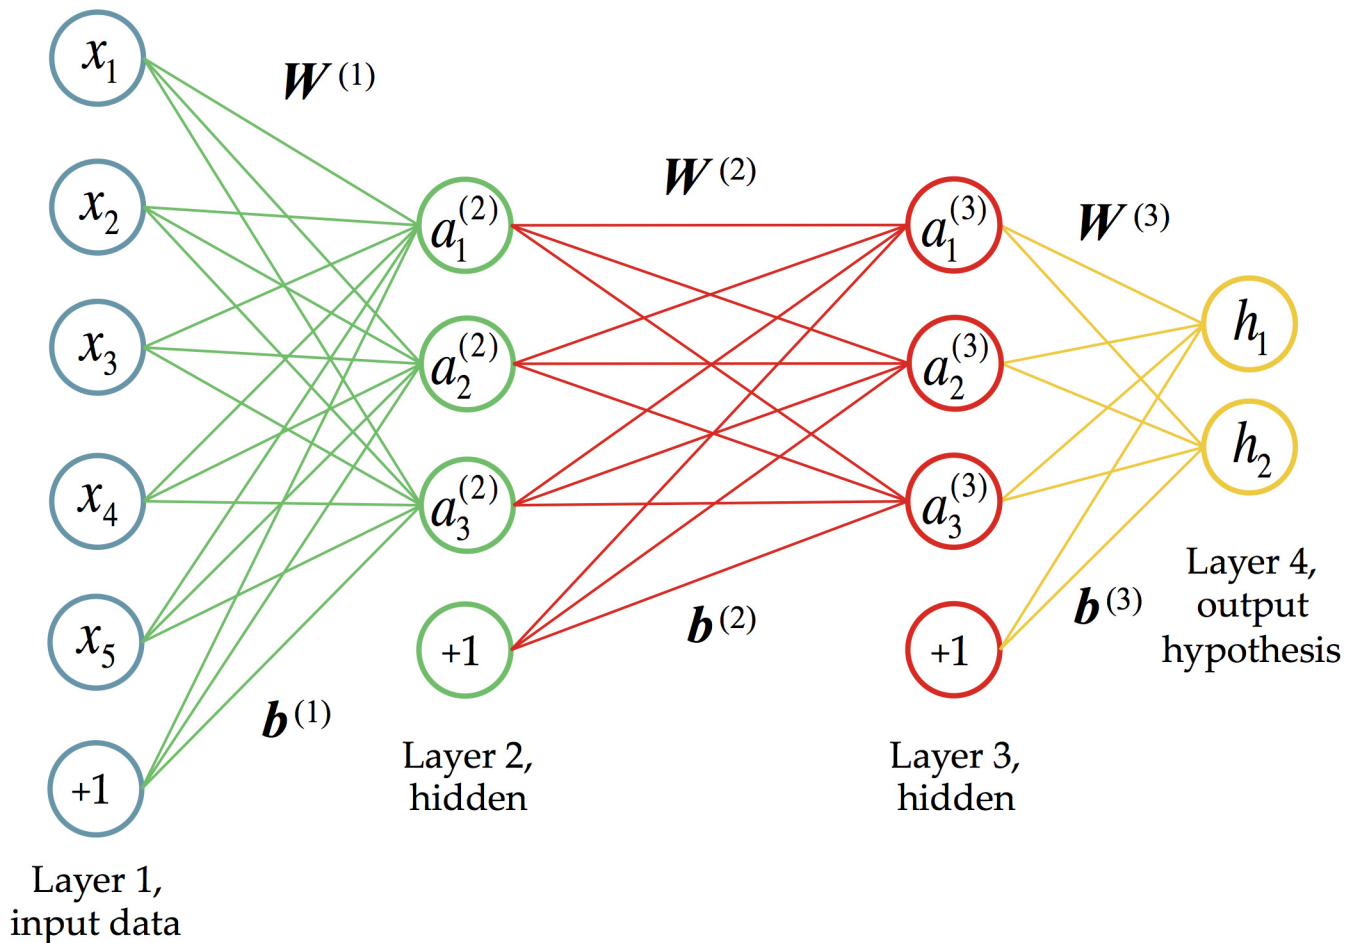 x₁
x₂
x₃
x₄
x₅
+1
Layer 1,
input data
W⁽¹⁾
b⁽¹⁾
a₁⁽²⁾
a₂⁽²⁾
a₃⁽²⁾
+1
Layer 2,
hidden
W⁽²⁾
b⁽²⁾
a₁⁽³⁾
a₂⁽³⁾
a₃⁽³⁾
+1
Layer 3,
hidden
W⁽³⁾
b⁽³⁾
h₁
h₂
Layer 4,
output
hypothesis